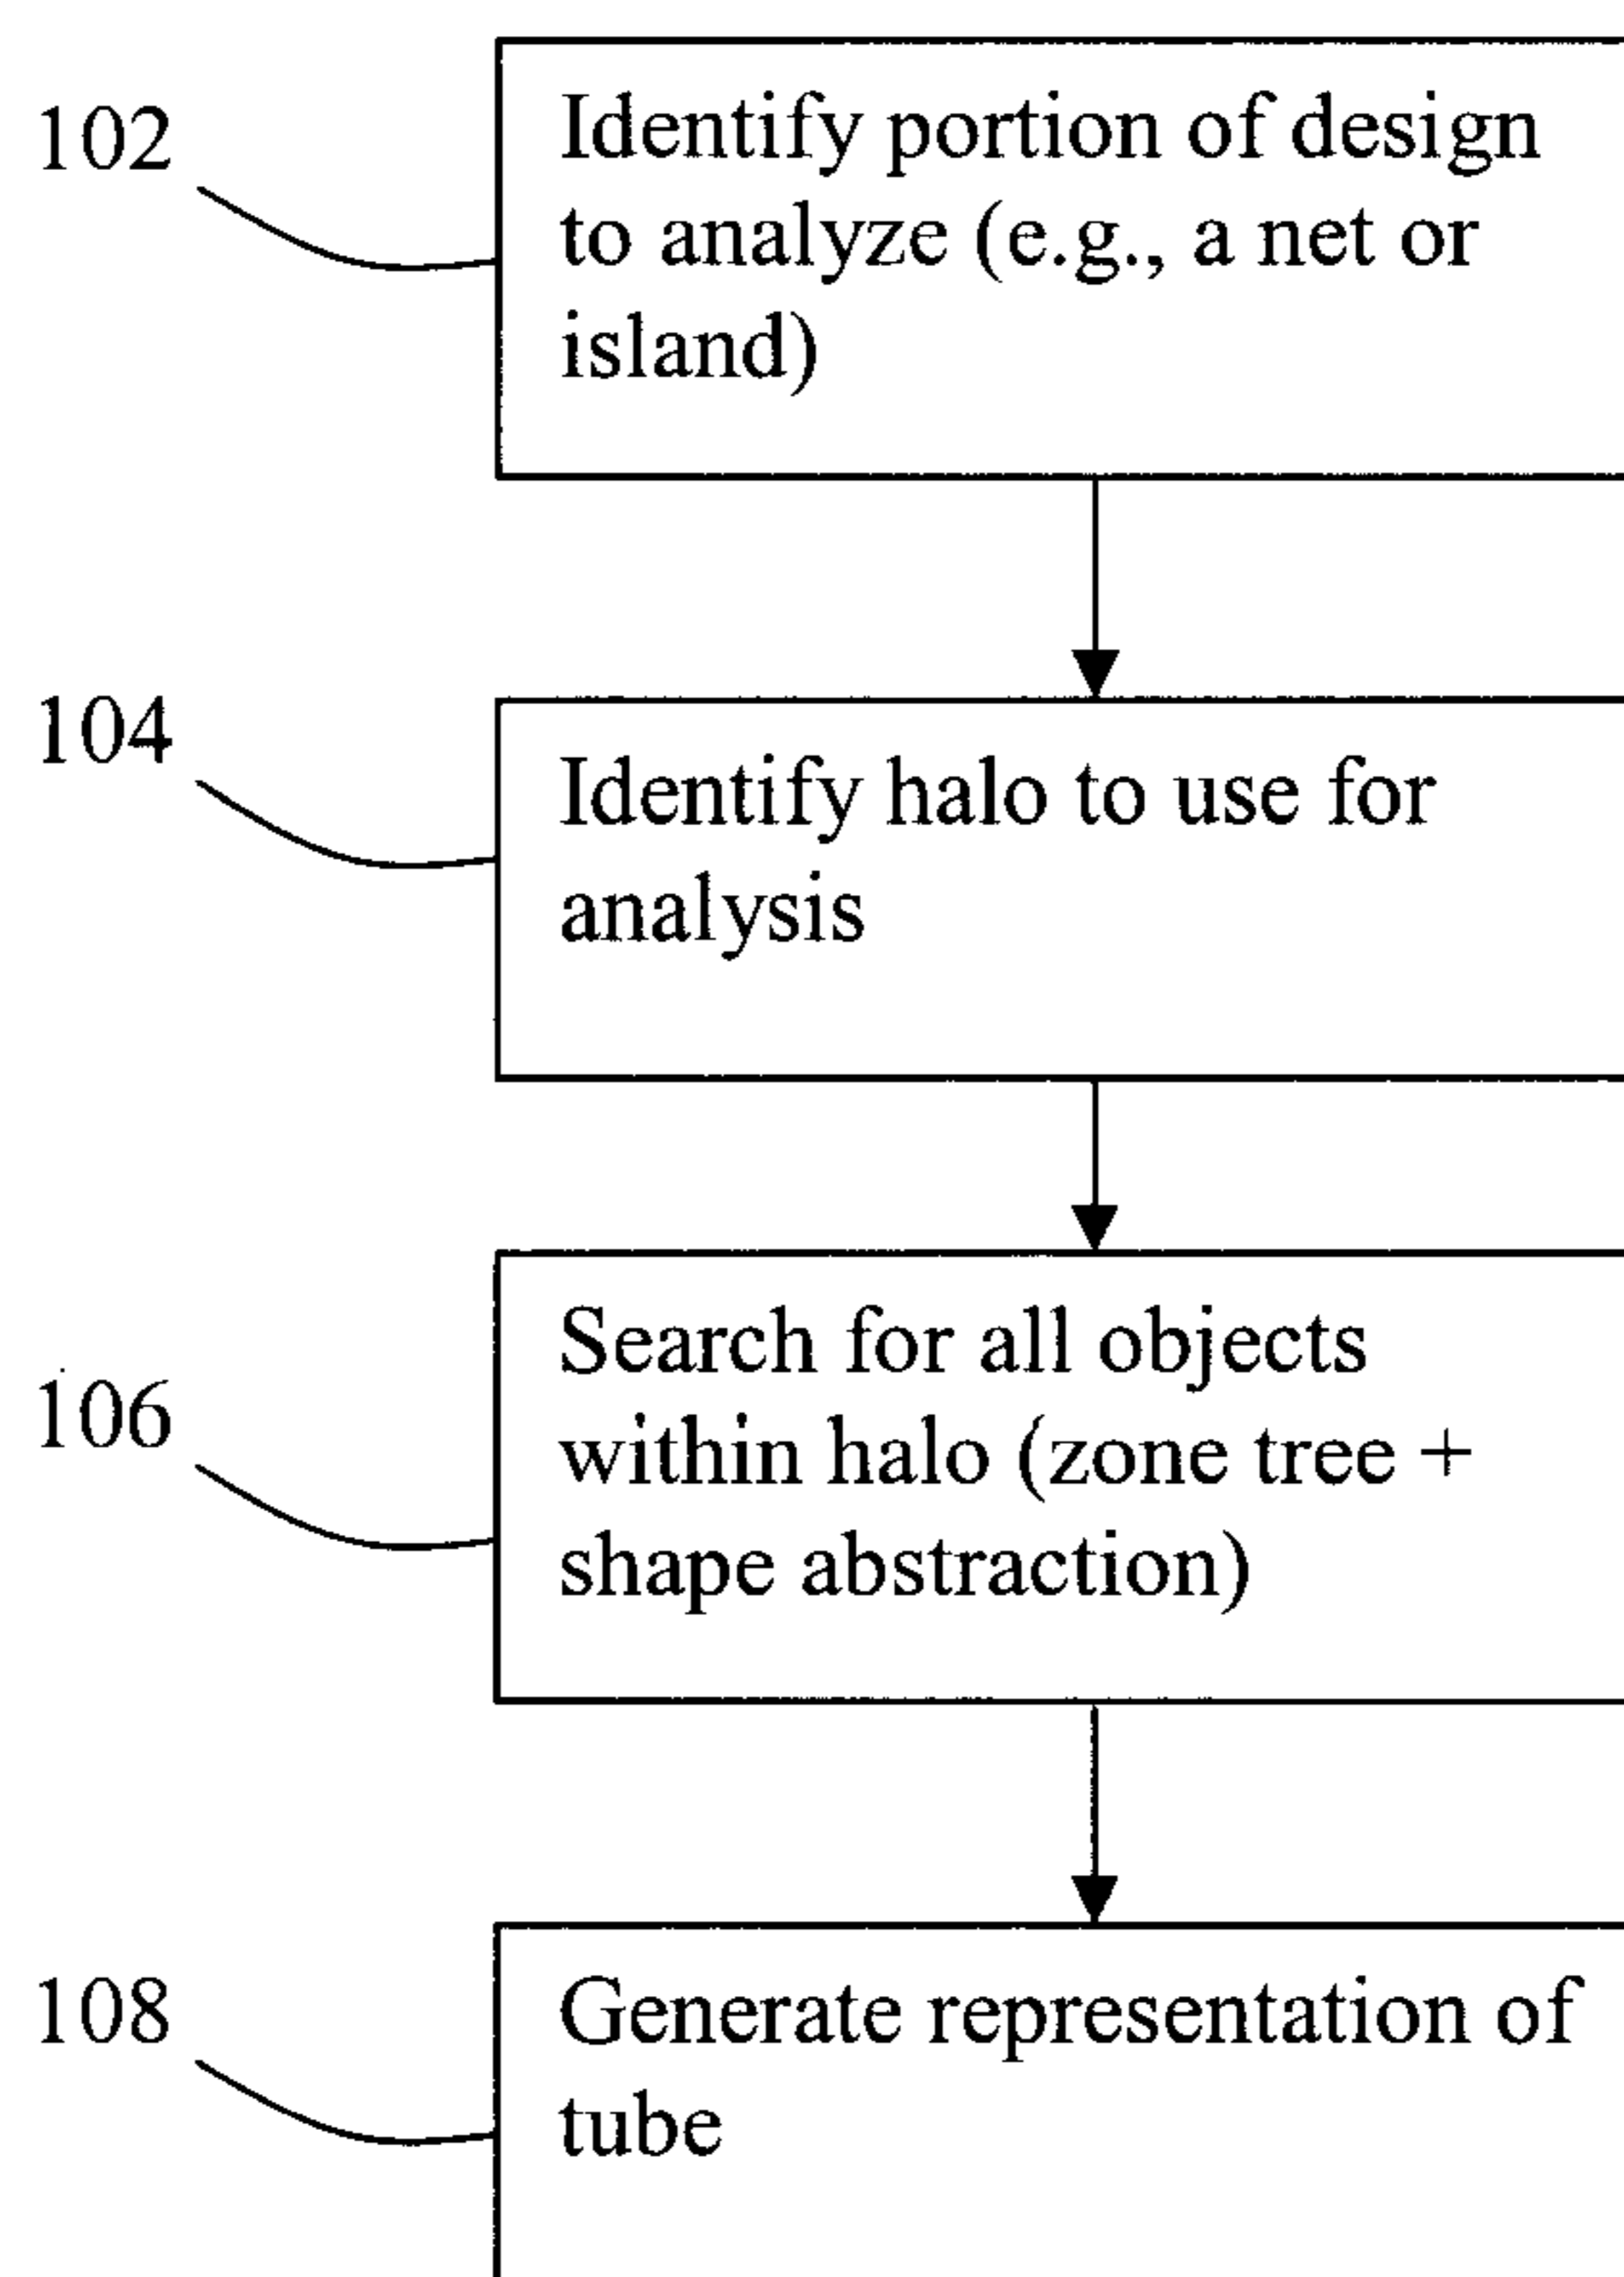 102
Identify portion of design
to analyze (e.g., a net or
island)
104
Identify halo to use for
analysis
106
Search for all objects
within halo (zone tree +
shape abstraction)
108
Generate representation of
tube